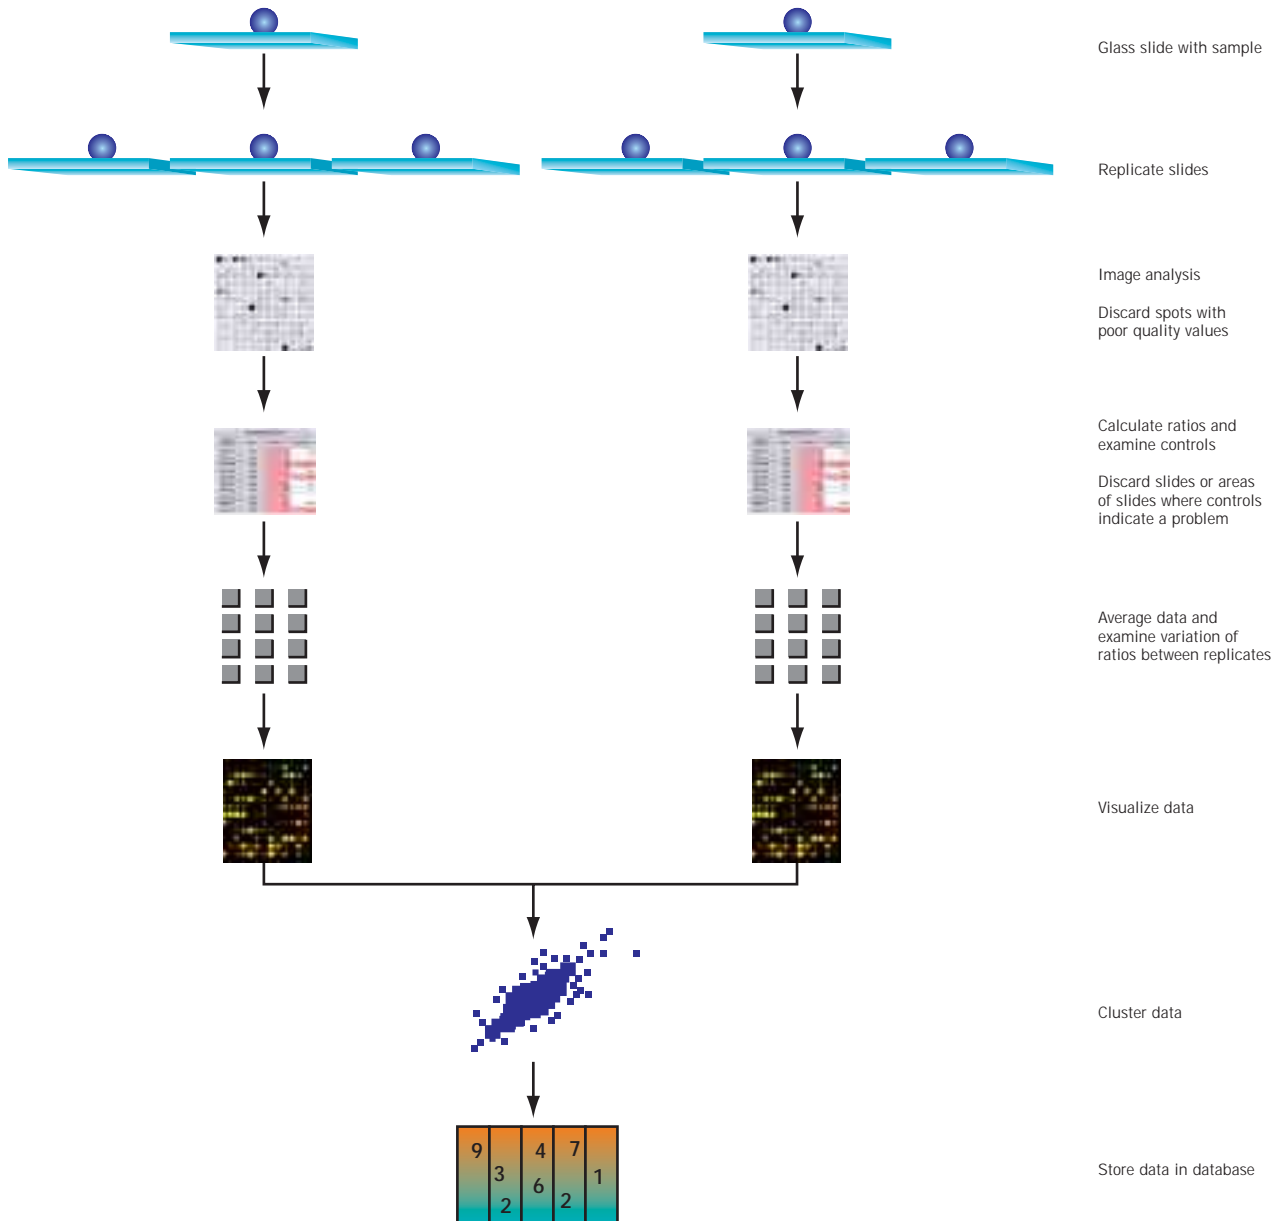 Glass slide with sample
Replicate slides
Image analysis
Discard spots with
poor quality values
Calculate ratios and
examine controls
Discard slides or areas
of slides where controls
indicate a problem
Average data and
examine variation of
ratios between replicates
Visualize data
Cluster data
9 4 7
3 1
6
2 2
Store data in database